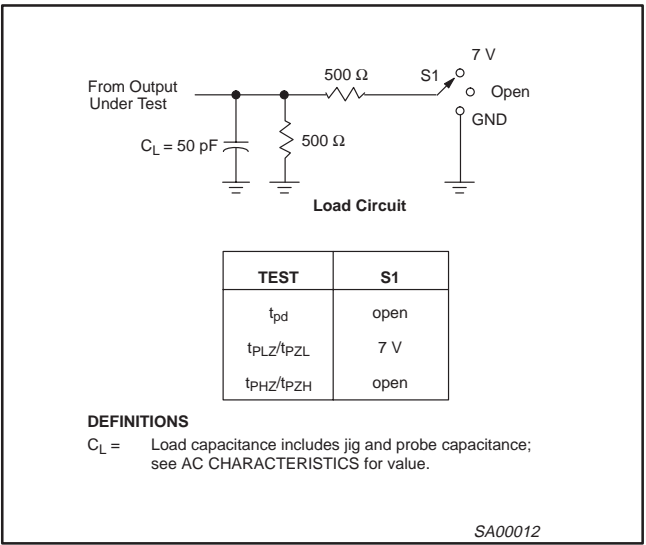 7 V
500 Ω
S1
From Output
Under Test
Open
GND
C_L = 50 pF
500 Ω
Load Circuit
TEST S1
t_pd open
t_PLZ/t_PZL 7 V
t_PHZ/t_PZH open
DEFINITIONS
C_L = Load capacitance includes jig and probe capacitance;
see AC CHARACTERISTICS for value.
SA00012